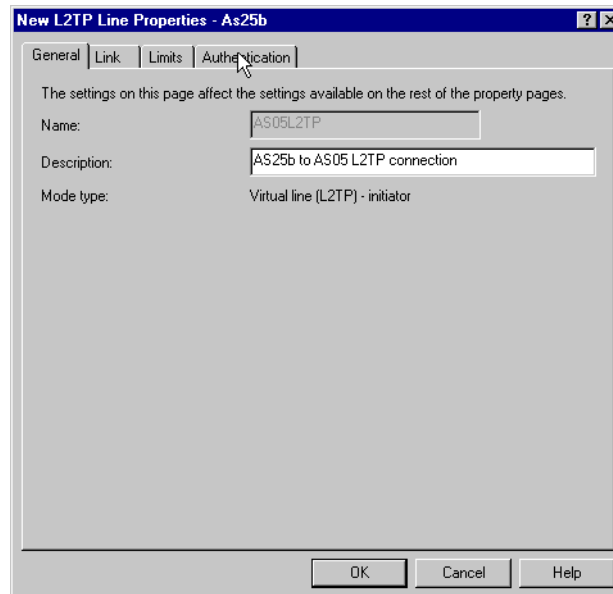 New L2TP Line Properties - As25b
General Link Limits Authentication
The settings on this page affect the settings available on the rest of the property pages.
Name: AS05L2TP
Description: AS25b to AS05 L2TP connection
Mode type: Virtual line (L2TP) - initiator
OK Cancel Help